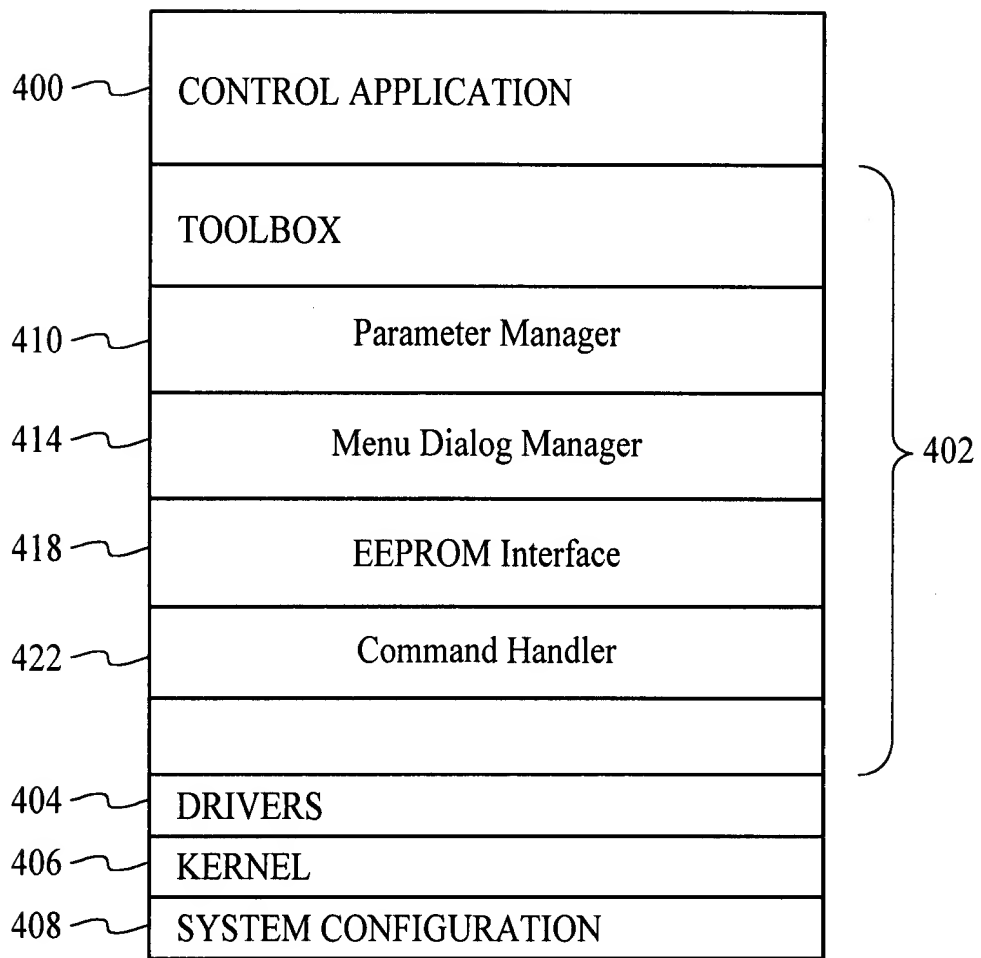 400 CONTROL APPLICATION
TOOLBOX
410 Parameter Manager
414 Menu Dialog Manager
402
418 EEPROM Interface
422 Command Handler
404 DRIVERS
406 KERNEL
408 SYSTEM CONFIGURATION